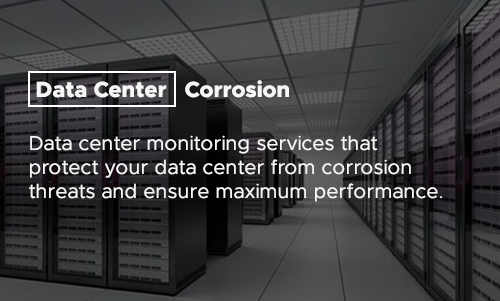 Data Center Corrosion
Data center monitoring services that
protect your data center from corrosion
threats and ensure maximum performance.